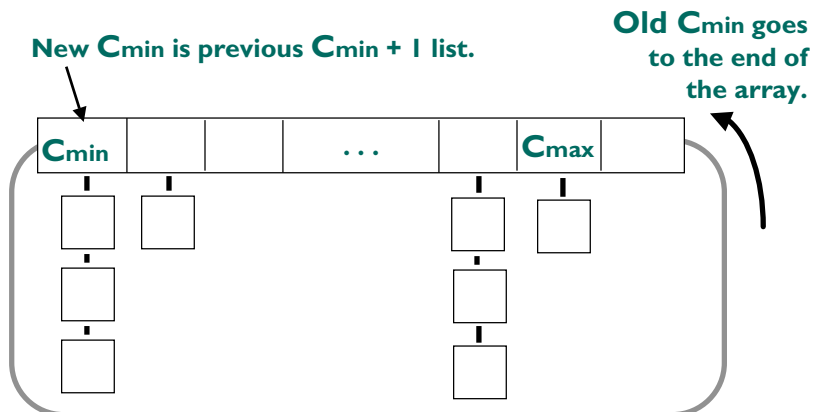 New Cmin is previous Cmin + 1 list.
Old Cmin goes
to the end of
the array.
Cmin
. . .
Cmax